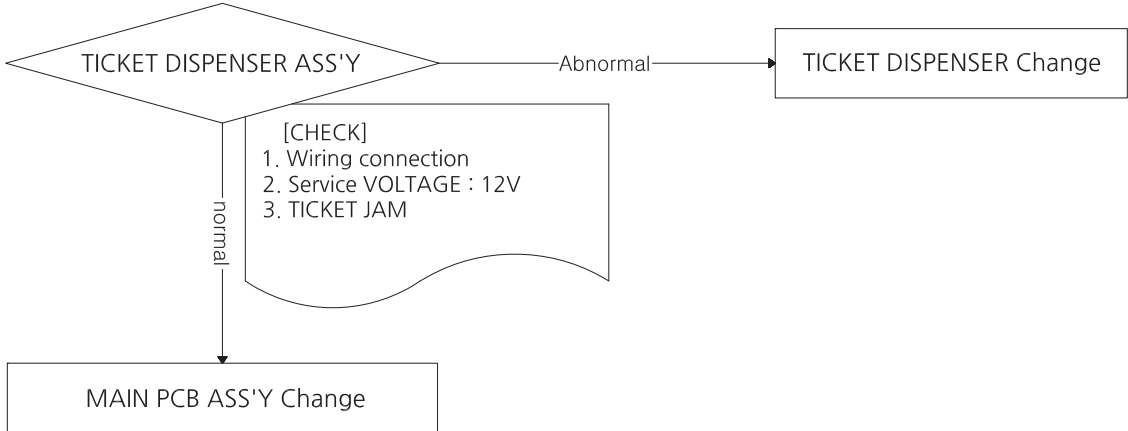 TICKET DISPENSER ASS'Y
Abnormal
TICKET DISPENSER Change
[CHECK]
1. Wiring connection
2. Service VOLTAGE : 12V
3. TICKET JAM
normal
MAIN PCB ASS'Y Change